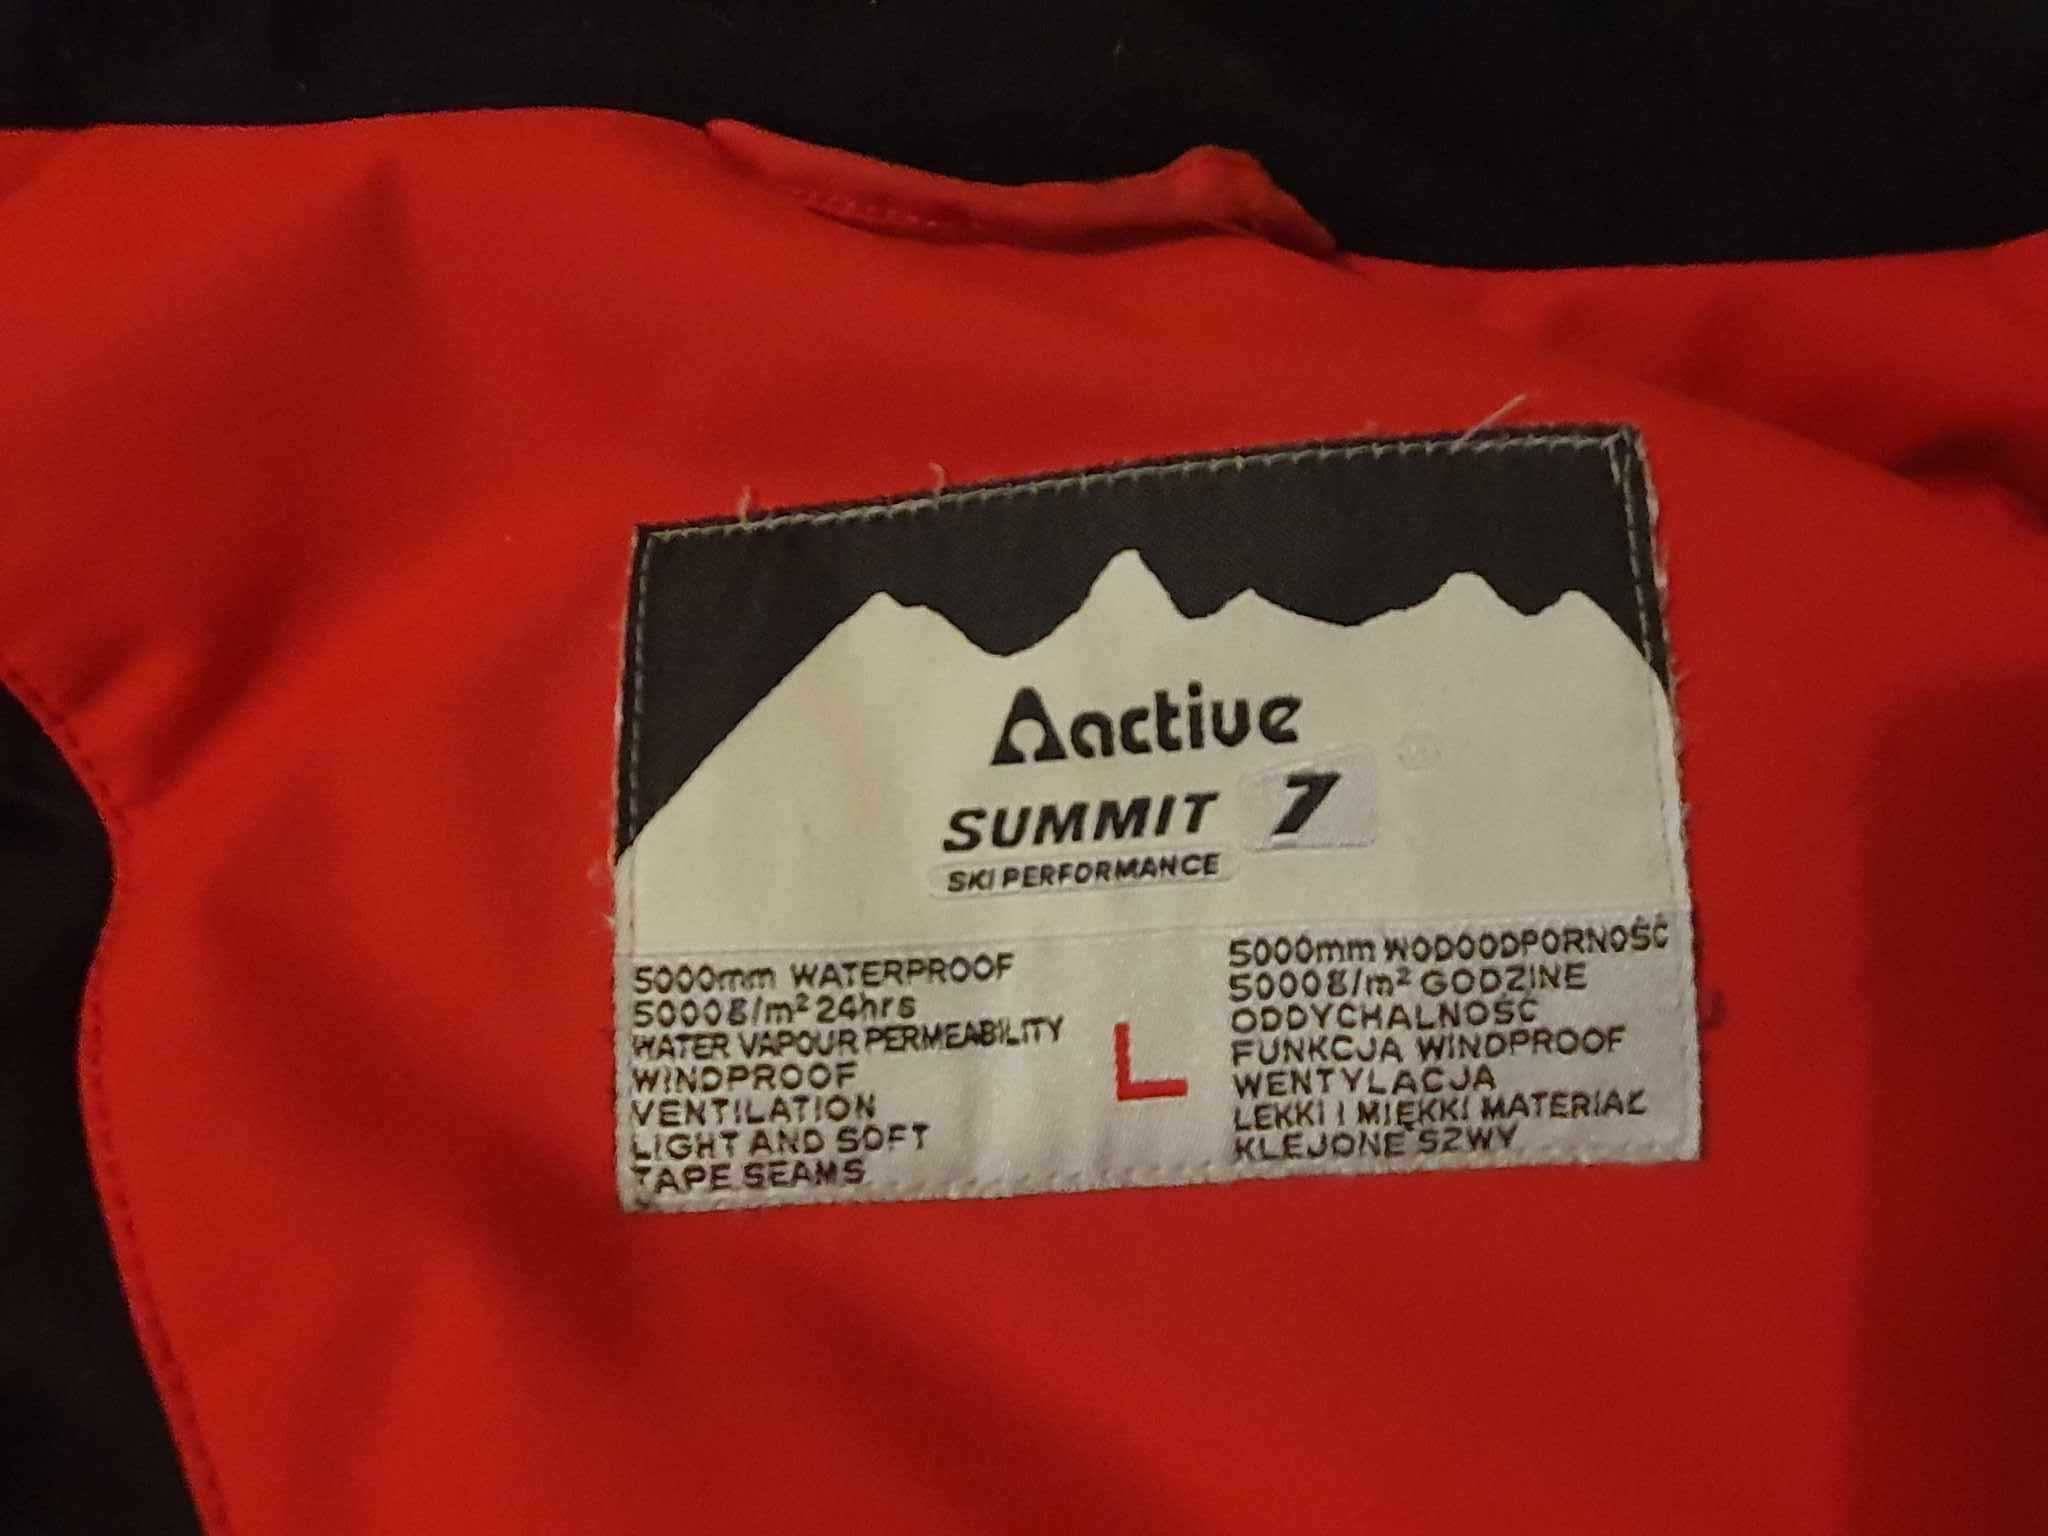 Aactive
SUMMIT 7
SKI PERFORMANCE
5000mm WATERPROOF
5000g/m² 24hrs
WATER VAPOUR PERMEABILITY
WINDPROOF
VENTILATION
LIGHT AND SOFT
TAPE SEAMS
L
5000mm WODOODPORNOŚĆ
5000g/m² GODZINE
ODDYCHALNOŚĆ
FUNKCJA WINDPROOF
WENTYLACJA
LEKKI I MIĘKKI MATERIAŁ
KLEJONE SZWY